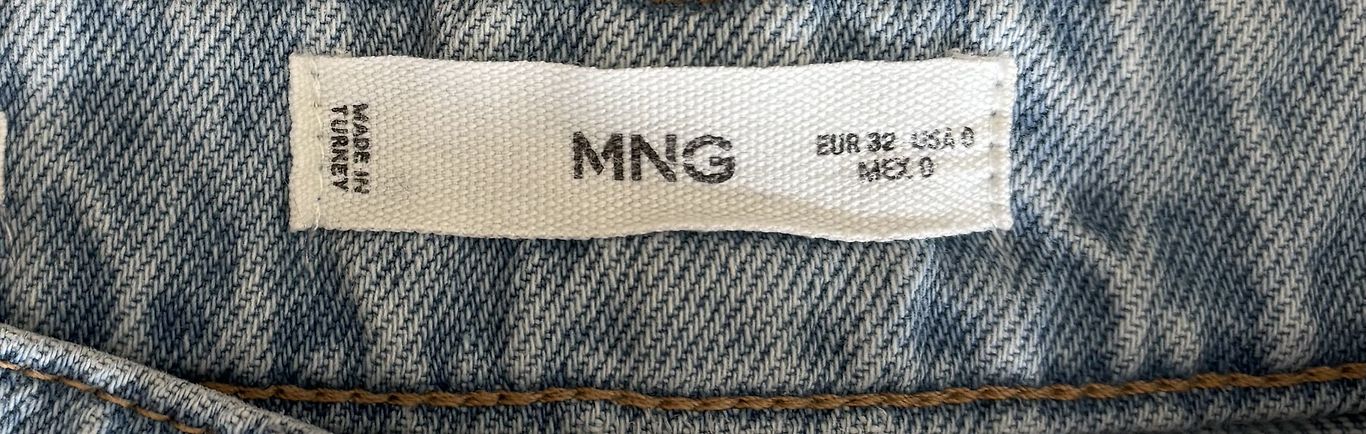 MADE IN
TURKEY
MNG
EUR 32 USA 0
MEX 0